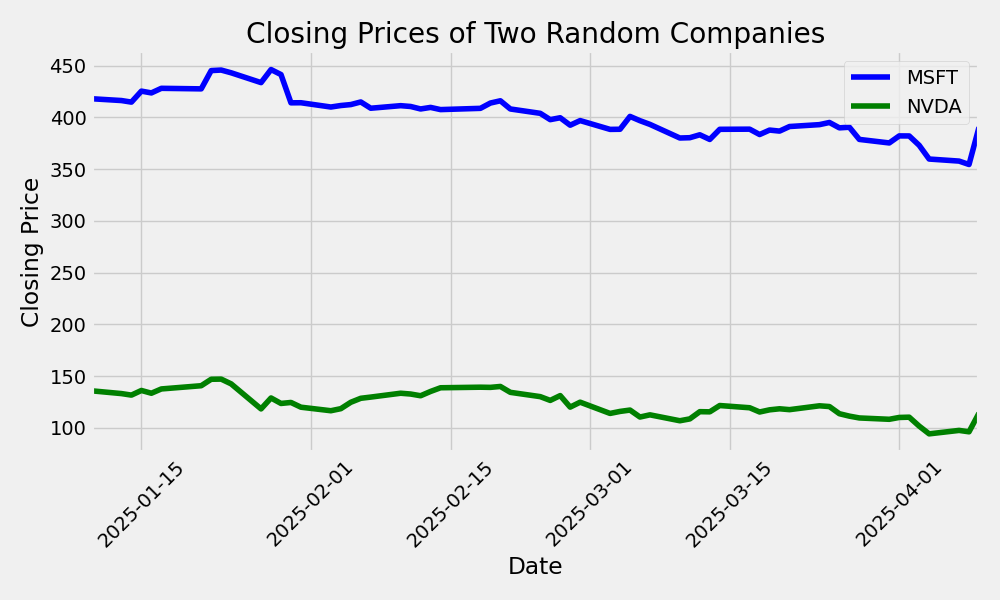 Closing Prices of Two Random Companies
MSFT
NVDA
Closing Price
450
400
350
300
250
200
150
100
2025-01-15
2025-02-01
2025-02-15
2025-03-01
2025-03-15
2025-04-01
Date